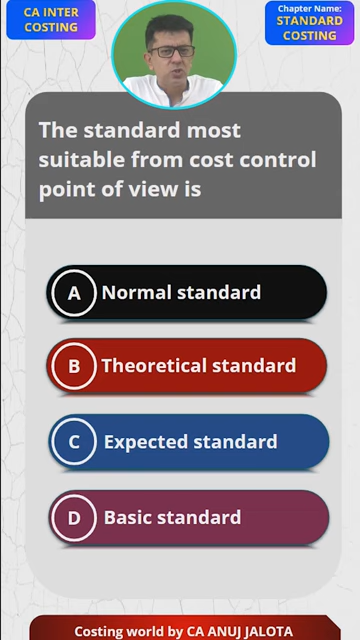 CA INTER
COSTING
Chapter Name:
STANDARD
COSTING
The standard most
suitable from cost control
point of view is
A Normal standard
B Theoretical standard
C Expected standard
D Basic standard
Costing world by CA ANUJ JALOTA